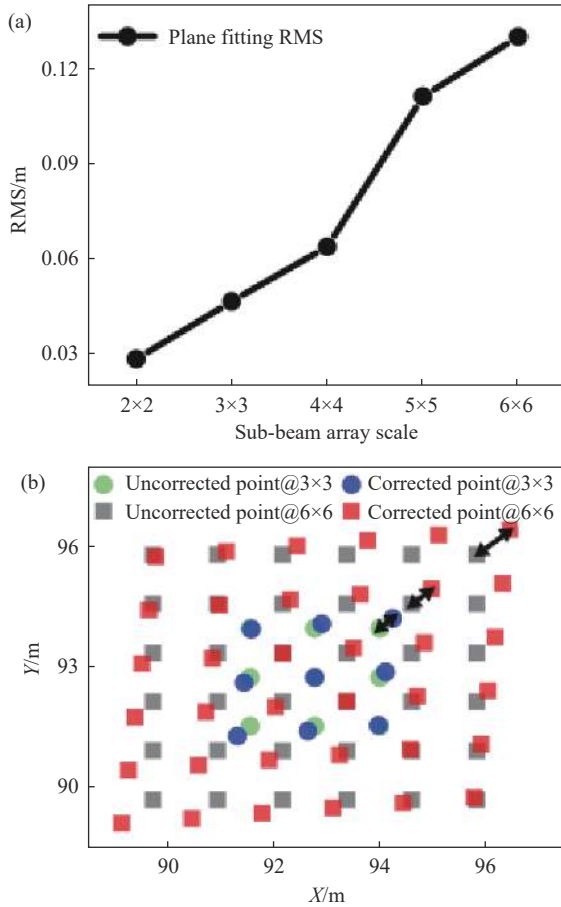 (a)
Plane fitting RMS
0.12
0.09
0.06
0.03
RMS/m
2×2 3×3 4×4 5×5 6×6
Sub-beam array scale
(b)
Uncorrected point@3×3 Corrected point@3×3
Uncorrected point@6×6 Corrected point@6×6
96
93
90
Y/m
90 92 94 96
X/m